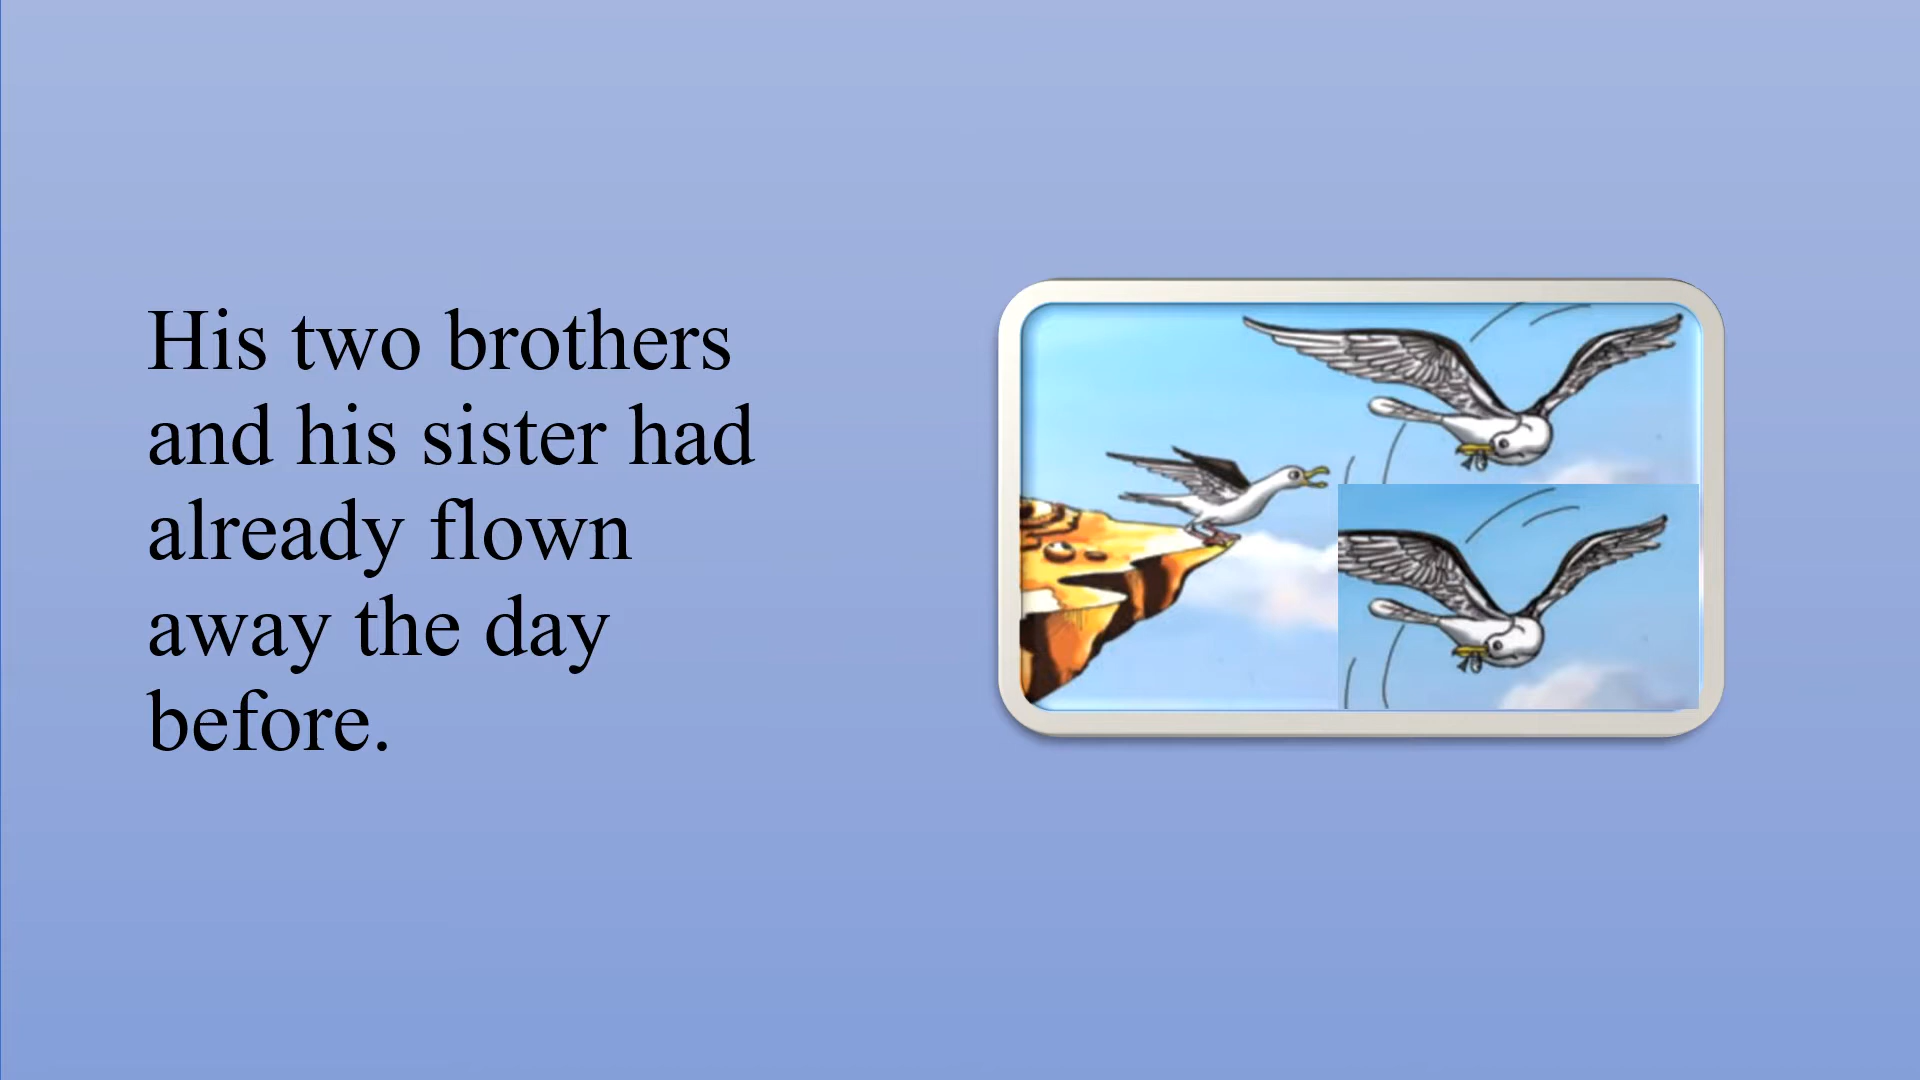 His two brothers
and his sister had
already flown
away the day
before.